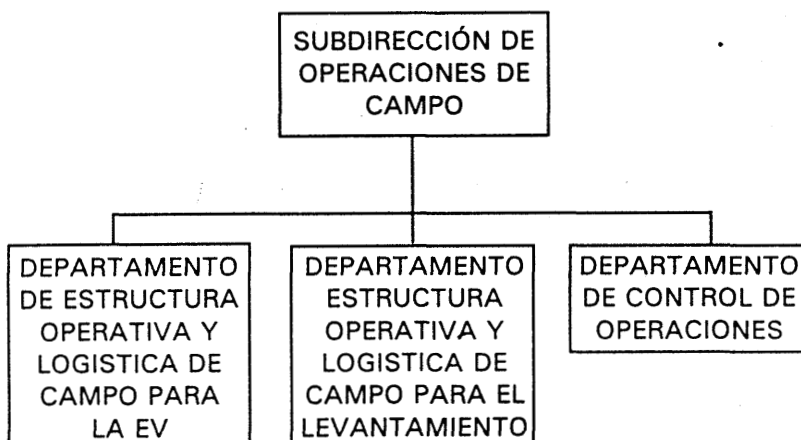 SUBDIRECCIÓN DE
OPERACIONES DE
CAMPO
DEPARTAMENTO
DE ESTRUCTURA
OPERATIVA Y
LOGISTICA DE
CAMPO PARA
LA EV
DEPARTAMENTO
ESTRUCTURA
OPERATIVA Y
LOGISTICA DE
CAMPO PARA EL
LEVANTAMIENTO
DEPARTAMENTO
DE CONTROL DE
OPERACIONES